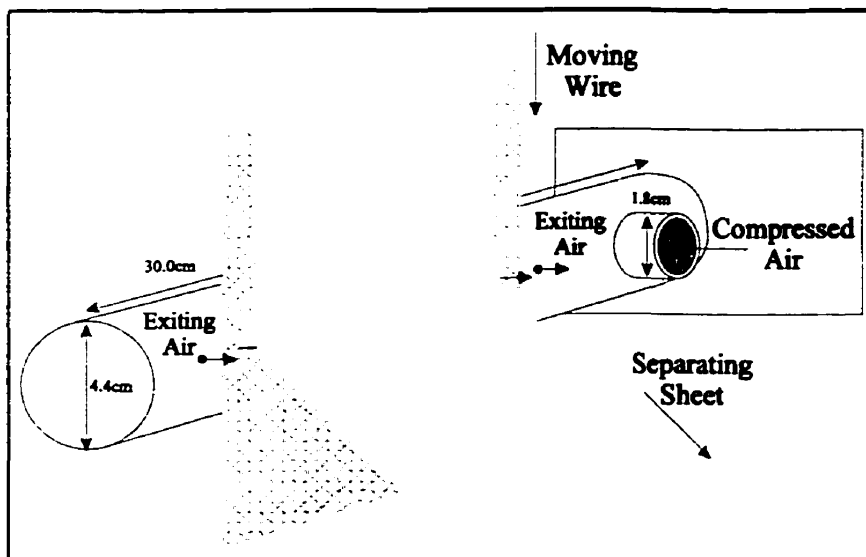 Moving
Wire
1.8cm
Exiting
Air
Compressed
Air
30.0cm
Exiting
Air
4.4cm
Separating
Sheet